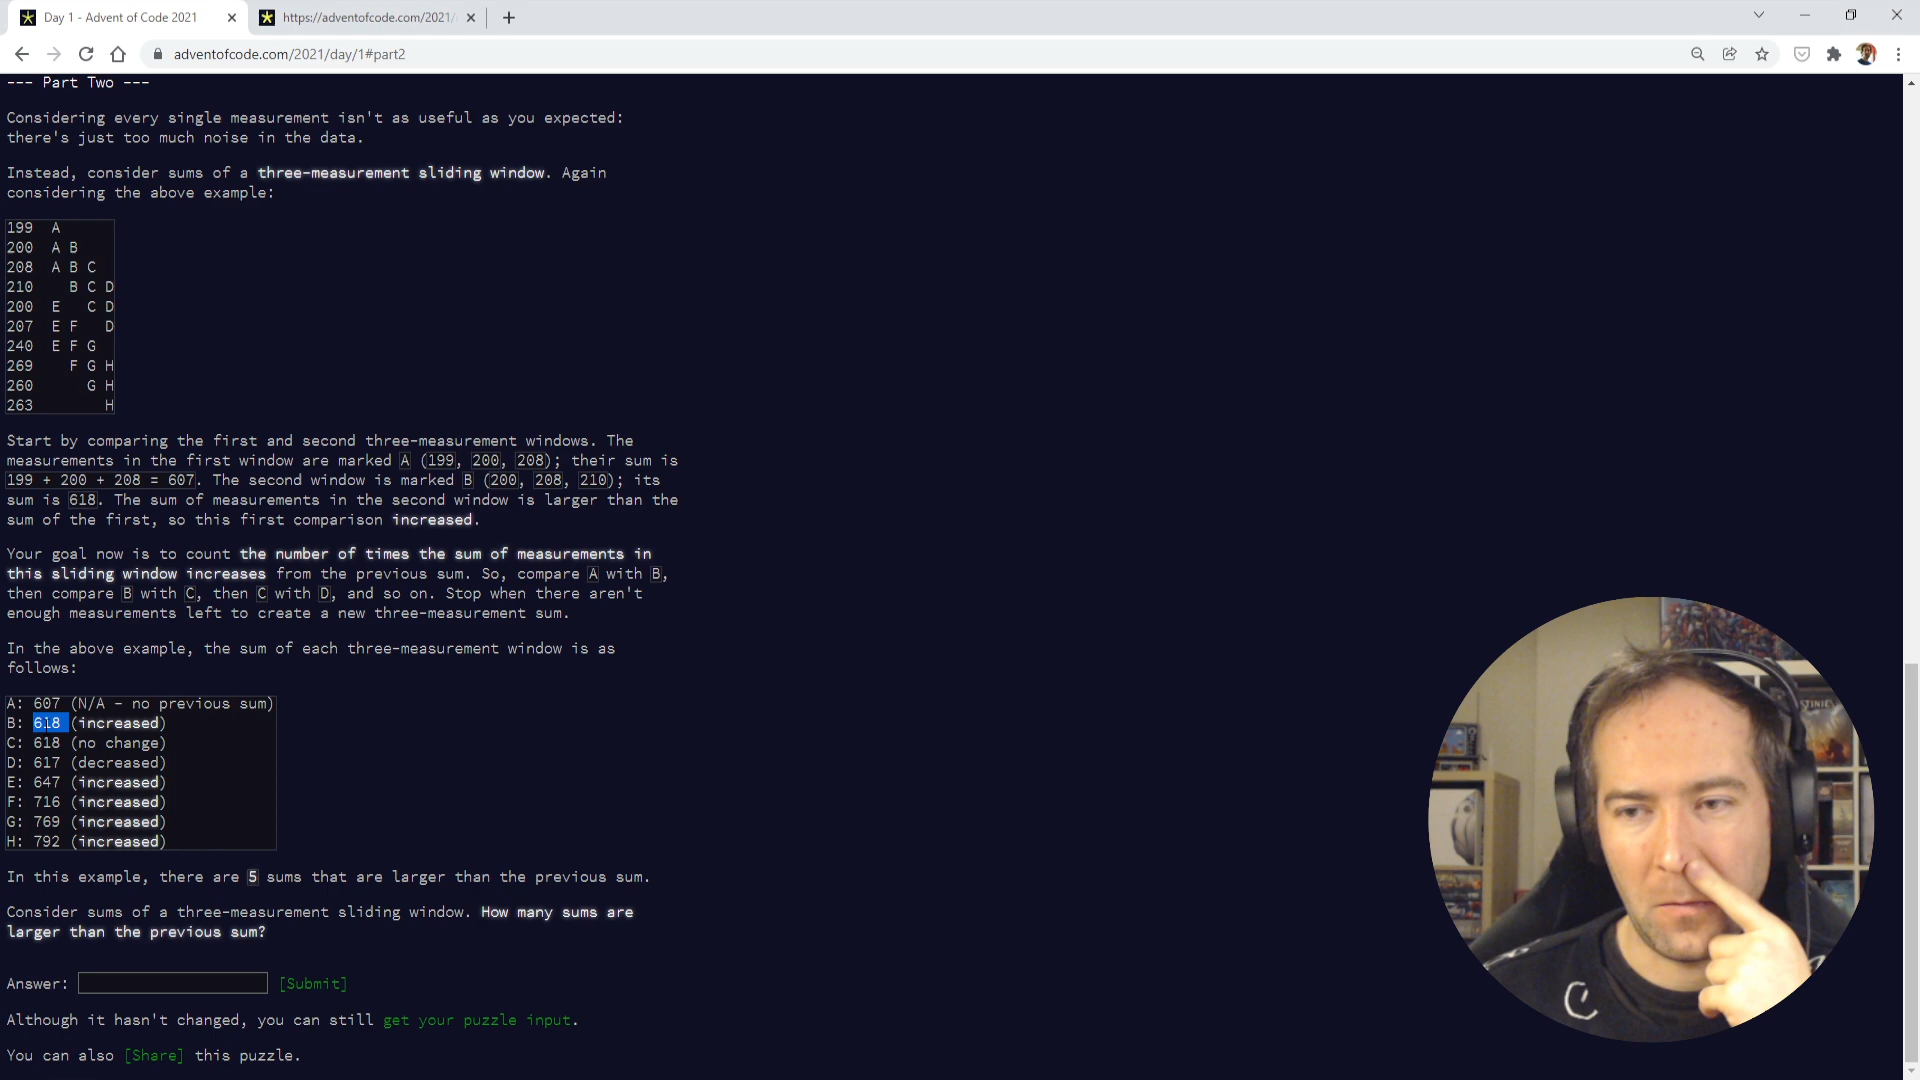 Day 1 - Advent of Code 2021
https://adventofcode.com/2021/
adventofcode.com/2021/day/1#part2
--- Part Two ---
Considering every single measurement isn't as useful as you expected:
there's just too much noise in the data.
Instead, consider sums of a three-measurement sliding window. Again
considering the above example:
199 A
200 A B
208 A B C
210 B C D
200 E C D
207 E F D
240 E F G
269 F G H
260 G H
263 H
Start by comparing the first and second three-measurement windows. The
measurements in the first window are marked A (199, 200, 208); their sum is
199 + 200 + 208 = 607. The second window is marked B (200, 208, 210); its
sum is 618. The sum of measurements in the second window is larger than the
sum of the first, so this first comparison increased.
Your goal now is to count the number of times the sum of measurements in
this sliding window increases from the previous sum. So, compare A with B,
then compare B with C, then C with D, and so on. Stop when there aren't
enough measurements left to create a new three-measurement sum.
In the above example, the sum of each three-measurement window is as
follows:
A: 607 (N/A - no previous sum)
B: 618 (increased)
C: 618 (no change)
D: 617 (decreased)
E: 647 (increased)
F: 716 (increased)
G: 769 (increased)
H: 792 (increased)
In this example, there are 5 sums that are larger than the previous sum.
Consider sums of a three-measurement sliding window. How many sums are
larger than the previous sum?
Answer: [Submit]
Although it hasn't changed, you can still get your puzzle input.
You can also [Share] this puzzle.